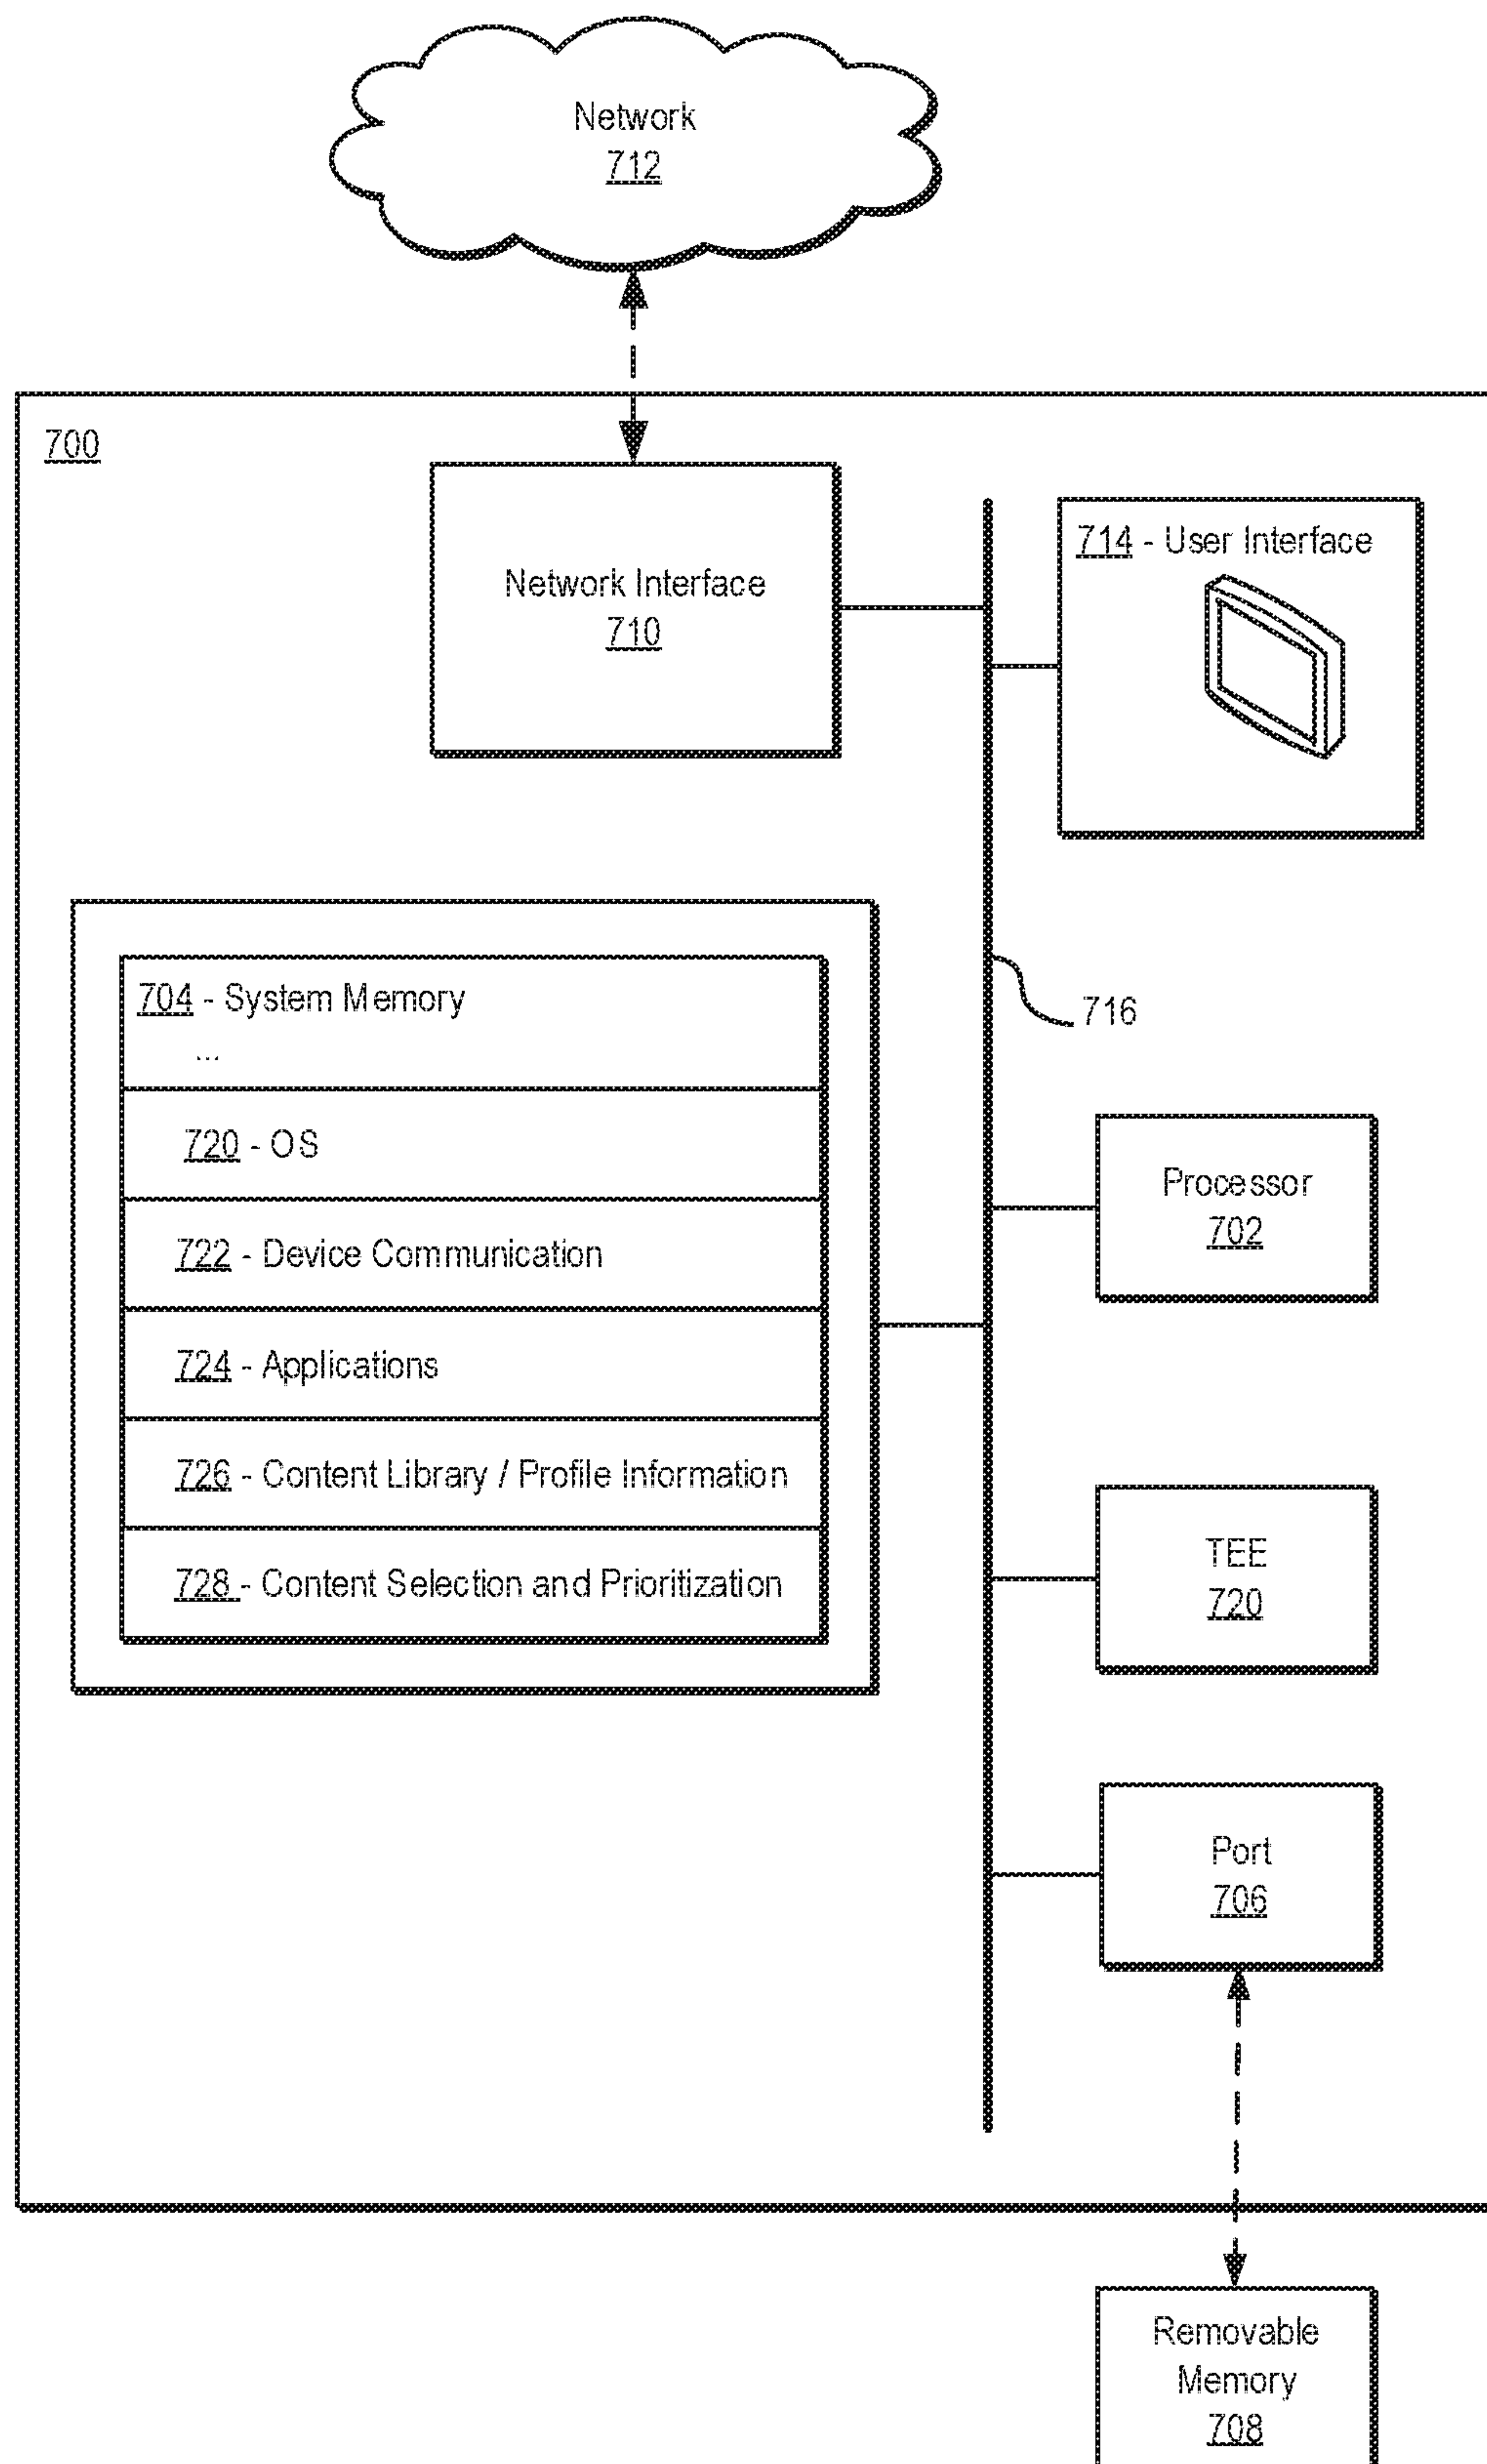 Network
712
700
Network Interface
710
714 - User Interface
704 - System Memory
...
716
720 - OS
722 - Device Communication
724 - Applications
726 - Content Library / Profile Information
728 - Content Selection and Prioritization
Processor
702
TEE
720
Port
706
Removable
Memory
708